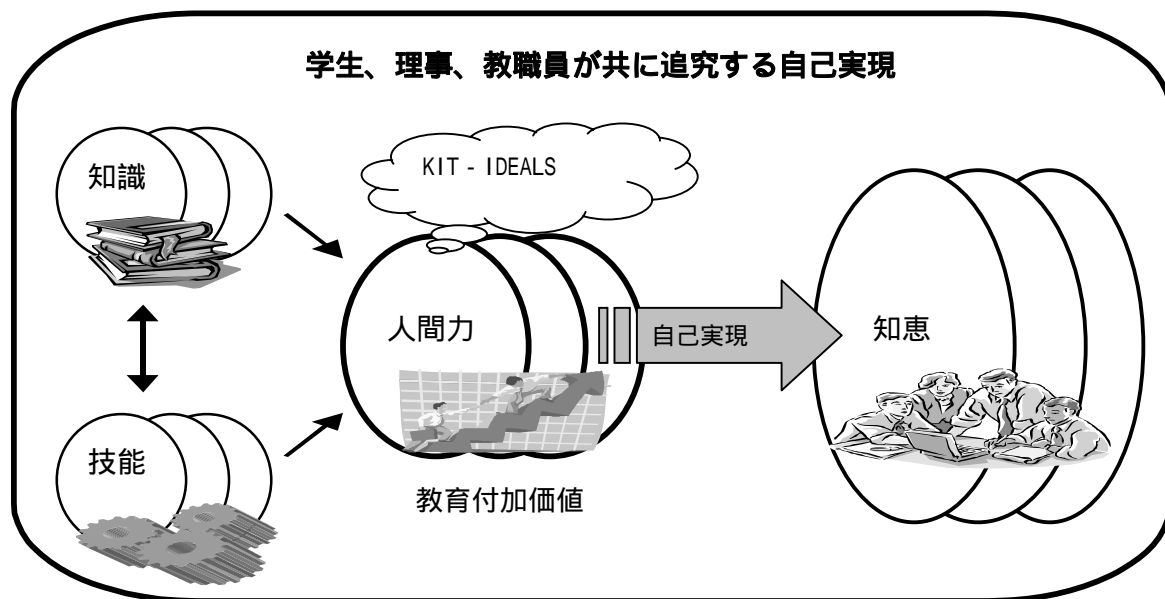 学生、理事、教職員が共に追究する自己実現
知識
KIT - IDEALS
人間力
自己実現
知恵
技能
教育付加価値